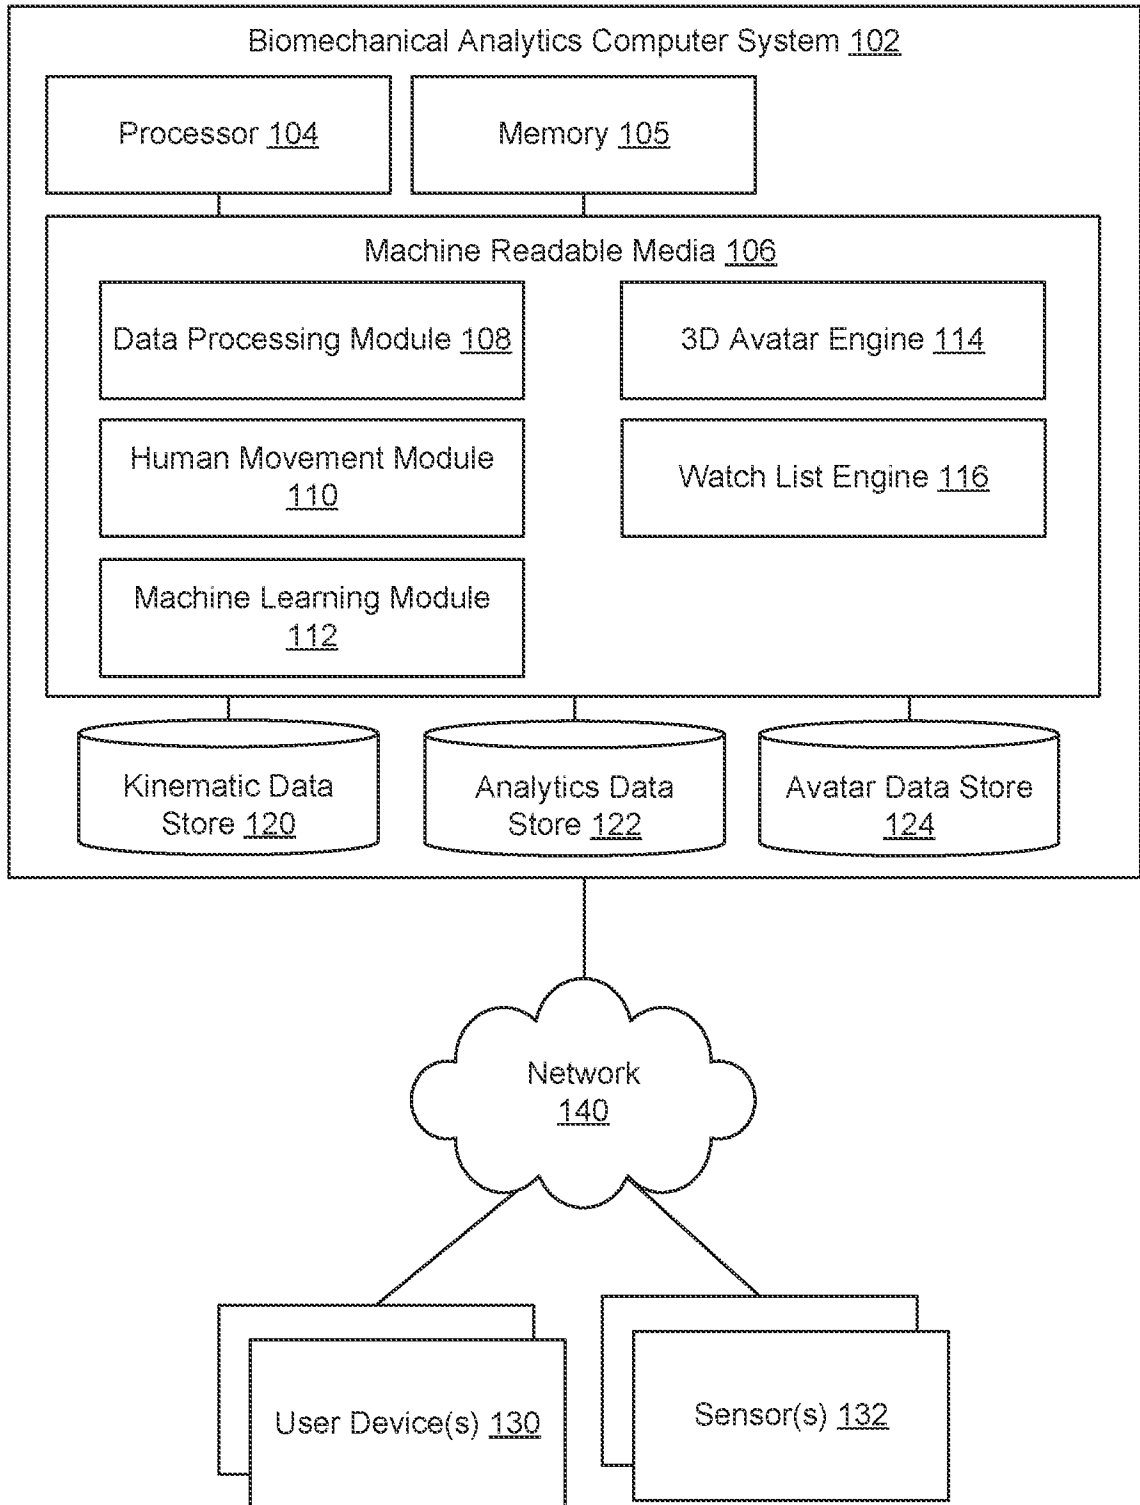 Biomechanical Analytics Computer System 102
Processor 104
Memory 105
Machine Readable Media 106
Data Processing Module 108
3D Avatar Engine 114
Human Movement Module
110
Watch List Engine 116
Machine Learning Module
112
Kinematic Data
Store 120
Analytics Data
Store 122
Avatar Data Store
124
Network
140
User Device(s) 130
Sensor(s) 132